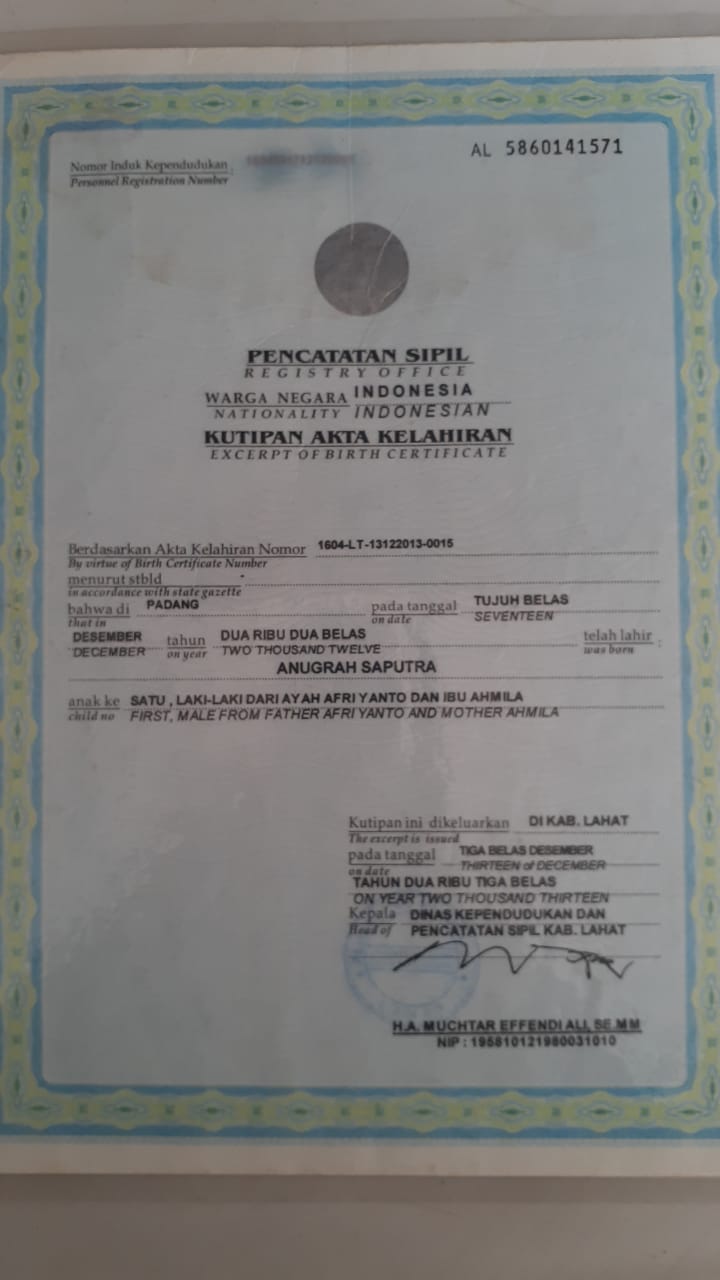 AL 5860141571
Nomor Induk Kependudukan :
Personnel Registration Number
PENCATATAN SIPIL
REGISTRY OFFICE
WARGA NEGARA INDONESIA
NATIONALITY INDONESIAN
KUTIPAN AKTA KELAHIRAN
EXCERPT OF BIRTH CERTIFICATE
Berdasarkan Akta Kelahiran Nomor 1604-LT-13122013-0015
By virtue of Birth Certificate Number
menurut stbld -
in accordance with state gazette
bahwa di PADANG pada tanggal TUJUH BELAS
that in on date SEVENTEEN
DESEMBER tahun DUA RIBU DUA BELAS telah lahir :
DECEMBER on year TWO THOUSAND TWELVE was born
ANUGRAH SAPUTRA
anak ke SATU , LAKI-LAKI DARI AYAH AFRI YANTO DAN IBU AHMILA
child no FIRST, MALE FROM FATHER AFRI YANTO AND MOTHER AHMILA
Kutipan ini dikeluarkan DI KAB. LAHAT
The excerpt is issued
pada tanggal TIGA BELAS DESEMBER
on date THIRTEEN of DECEMBER
TAHUN DUA RIBU TIGA BELAS
ON YEAR TWO THOUSAND THIRTEEN
Kepala DINAS KEPENDUDUKAN DAN
Head of PENCATATAN SIPIL KAB. LAHAT
H.A. MUCHTAR EFFENDI ALI, SE.MM
NIP : 195810121980031010